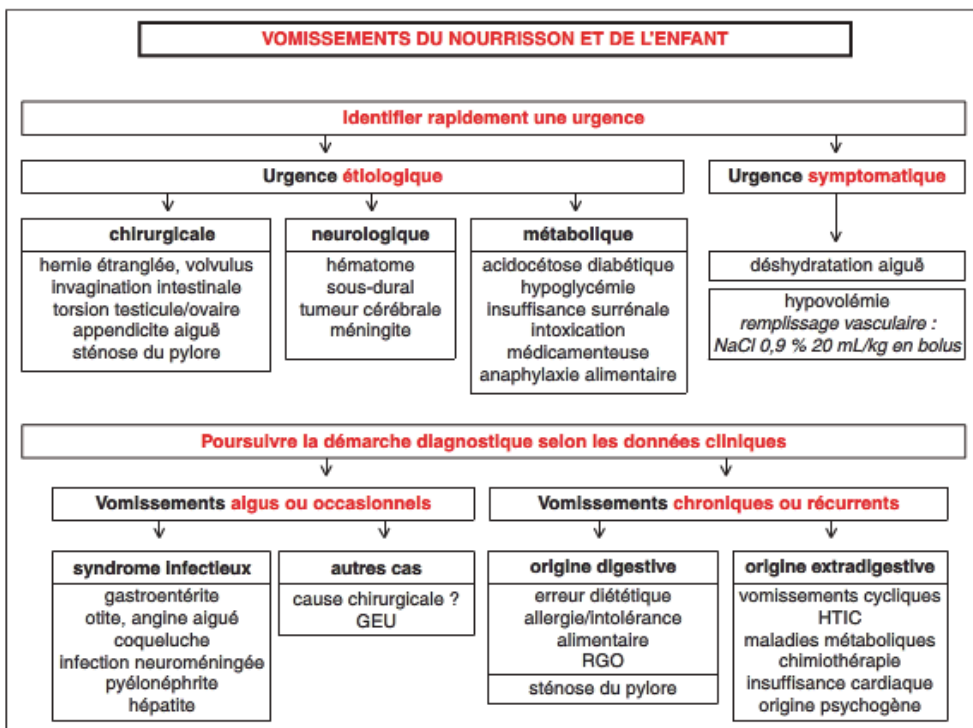 VOMISSEMENTS DU NOURRISSON ET DE L'ENFANT
Identifier rapidement une urgence
Urgence étiologique
Urgence symptomatique
chirurgicale
hernie étranglée, volvulus
invagination intestinale
torsion testicule/ovaire
appendicite aiguë
sténose du pylore
neurologique
hématome
sous-dural
tumeur cérébrale
méningite
métabolique
acidocétose diabétique
hypoglycémie
insuffisance surrénale
intoxication
médicamenteuse
anaphylaxie alimentaire
déshydratation aiguë
hypovolémie
remplissage vasculaire :
NaCl 0,9 % 20 mL/kg en bolus
Poursuivre la démarche diagnostique selon les données cliniques
Vomissements aigus ou occasionnels
Vomissements chroniques ou récurrents
syndrome infectieux
gastroentérite
otite, angine aiguë
coqueluche
infection neuroméningée
pyélonéphrite
hépatite
autres cas
cause chirurgicale ?
GEU
origine digestive
erreur diététique
allergie/intolérance
alimentaire
RGO
sténose du pylore
origine extradigestive
vomissements cycliques
HTIC
maladies métaboliques
chimiothérapie
insuffisance cardiaque
origine psychogène